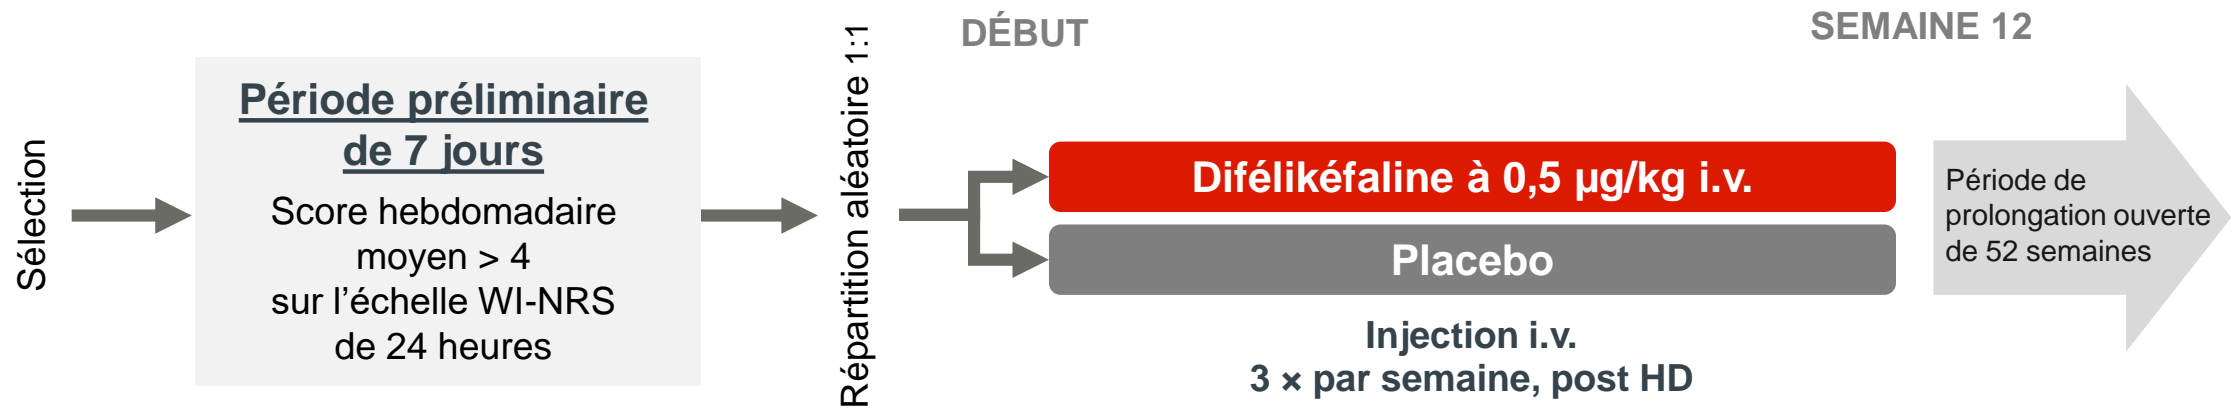 Sélection
Période préliminaire
de 7 jours
Score hebdomadaire
moyen > 4
sur l’échelle WI-NRS
de 24 heures
Répartition aléatoire 1:1
DÉBUT
SEMAINE 12
Difélikéfaline à 0,5 µg/kg i.v.
Placebo
Injection i.v.
3 × par semaine, post HD
Période de
prolongation ouverte
de 52 semaines